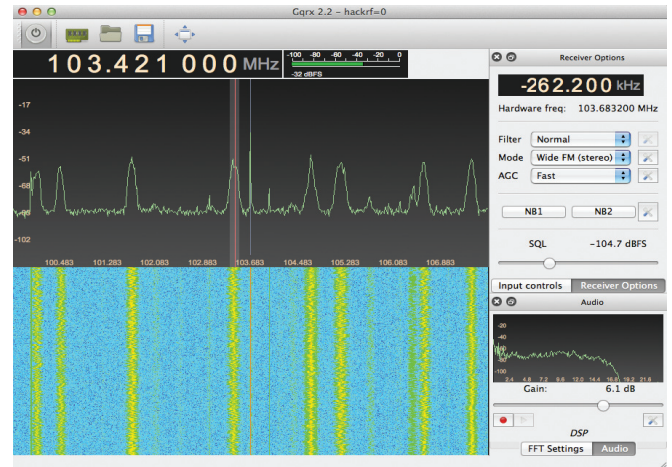 Gqrx 2.2 - hackrf=0
103.421 000 MHz
-100 -80 -60 -40 -20 0
-32 dBFS
-17
-34
-51
-68
-102
100.483 101.283 102.083 102.883 103.683 104.483 105.283 106.083 106.883
Receiver Options
-262.200 kHz
Hardware freq: 103.683200 MHz
Filter Normal
Mode Wide FM (stereo)
AGC Fast
NB1 NB2
SQL -104.7 dBFS
Input controls Receiver Options
Audio
-20
-40
-80
-100
2.4 4.8 7.2 9.6 12.0 14.4 16.8 19.2 21.6
Gain: 6.1 dB
DSP
FFT Settings Audio